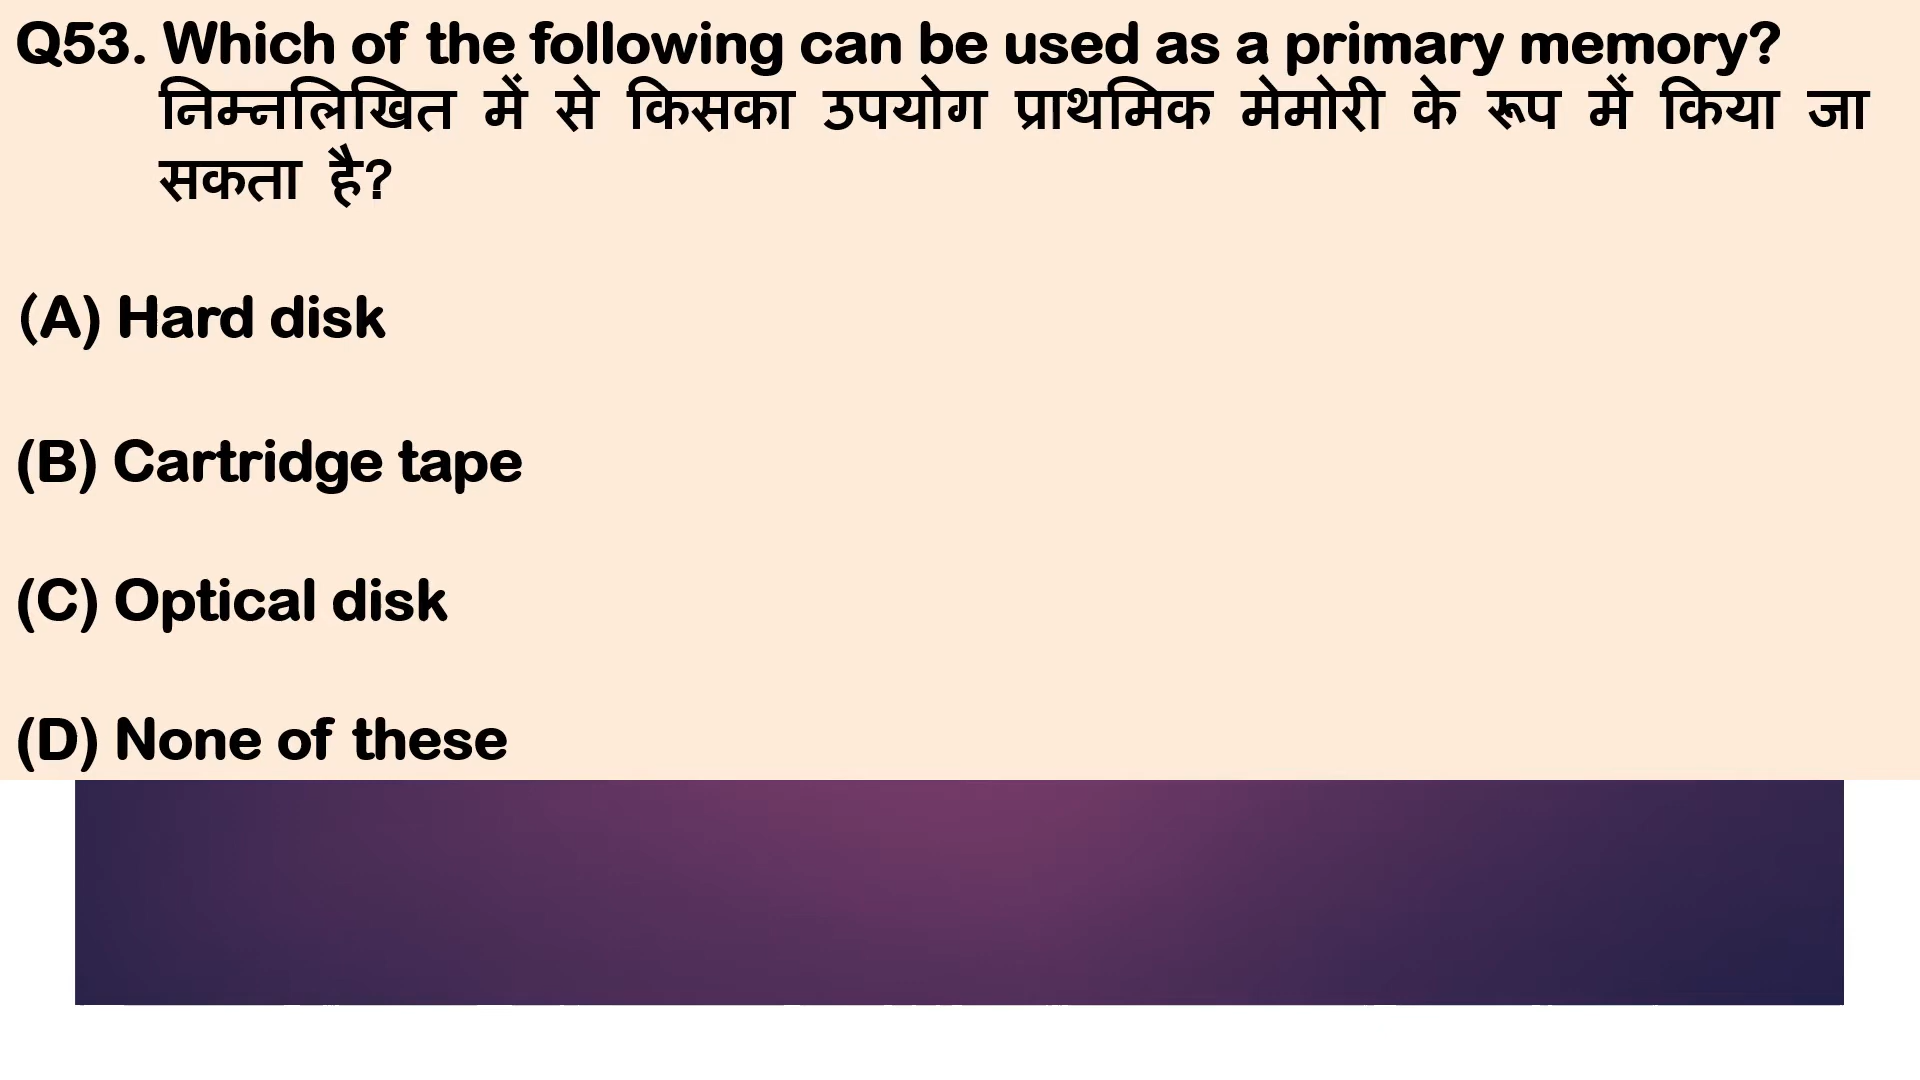 Q53. Which of the following can be used as a primary memory?
निम्नलिखित में से किसका उपयोग प्राथमिक मेमोरी के रूप में किया जा
सकता है?
(A) Hard disk
(B) Cartridge tape
(C) Optical disk
(D) None of these